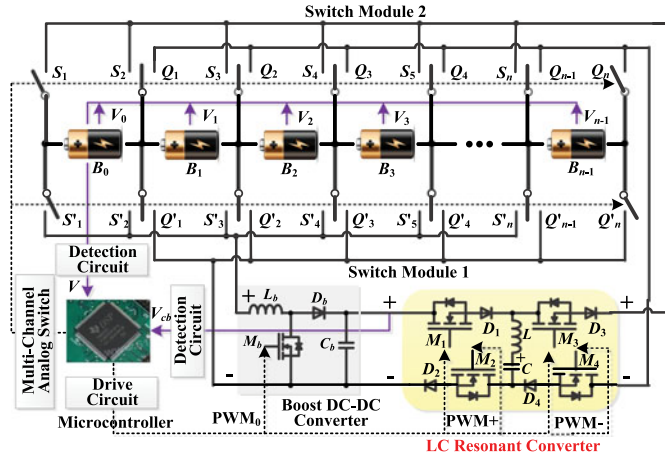 Switch Module 2
S1 S2 Q1 S3 Q2 S4 Q3 S5 Q4 Sn Qn-1 Qn
V0 V1 V2 V3 Vn-1
B0 B1 B2 B3 Bn-1
S'1 S'2 Q'1 S'3 Q'2 S'4 Q'3 S'5 Q'4 S'n Q'n-1 Q'n
Detection Circuit
Switch Module 1
V
Vcb
Multi-Channel Analog Switch
Detection Circuit
+ Lb Db + +
Mb Cb
M1 D1 L M3 D3
D2 M2 + C D4 M4
- - -
Drive Circuit
Microcontroller
PWM0
Boost DC-DC
Converter
PWM+ PWM-
LC Resonant Converter